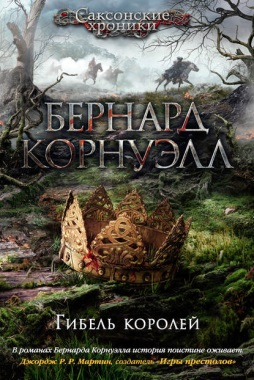 Саксонские
хроники
БЕРНАРД
КОРНУЭЛЛ
Гибель королей
В романах Бернарда Корнуэлла история поистине оживает.
Джордж Р. Р. Мартин, создатель «Игры престолов»